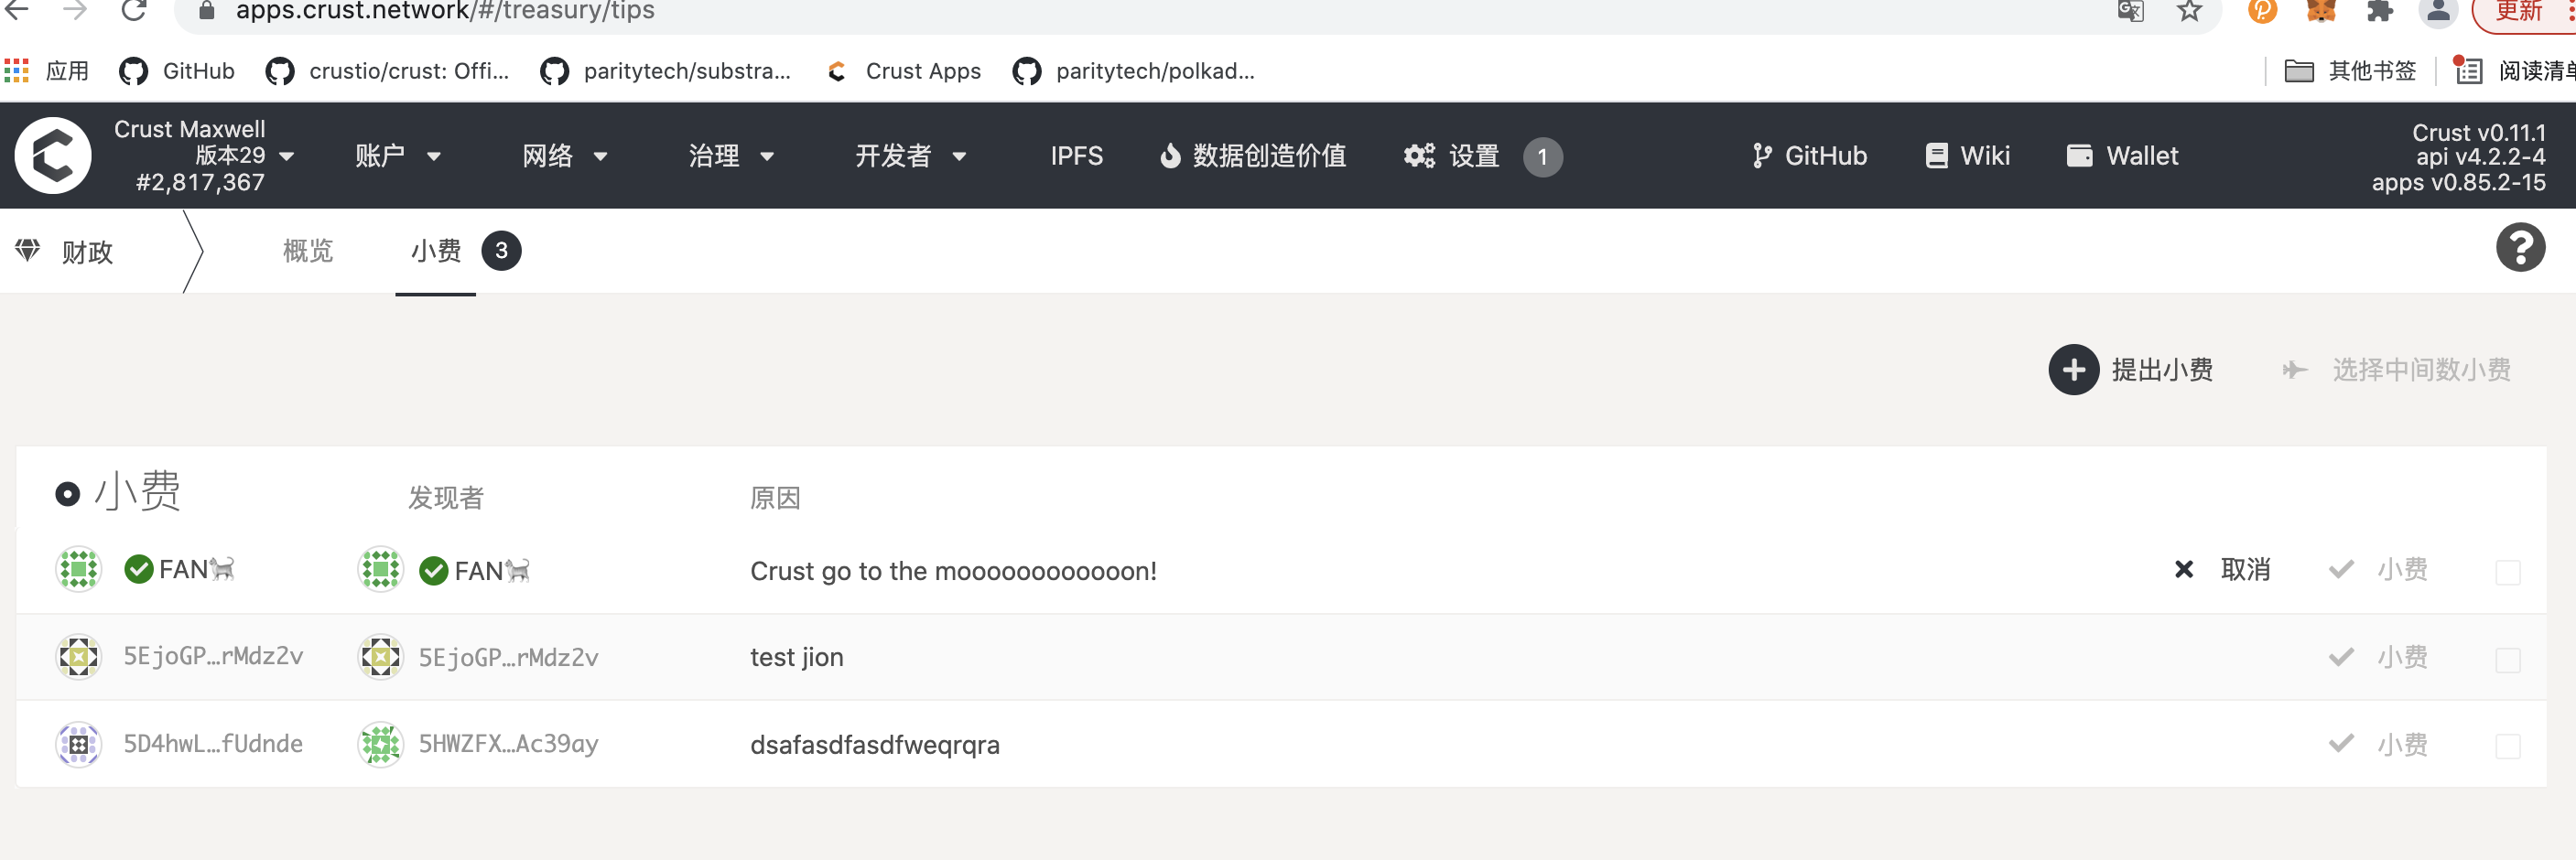 apps.crust.network/#/treasury/tips
更新
应用 GitHub crustio/crust: Offi... paritytech/substra... Crust Apps paritytech/polkad... 其他书签 阅读清单
Crust Maxwell
版本29
#2,817,367
账户 网络 治理 开发者 IPFS 数据创造价值 设置 1 GitHub Wiki Wallet
Crust v0.11.1
api v4.2.2-4
apps v0.85.2-15
财政 概览 小费 3
提出小费 选择中间数小费
小费 发现者 原因
FAN🐈 FAN🐈 Crust go to the moooooooooooon! 取消 小费
5EjoGP…rMdz2v 5EjoGP…rMdz2v test jion 小费
5D4hwL…fUdnde 5HWZFX…Ac39ay dsafasdfasdfweqrqra 小费